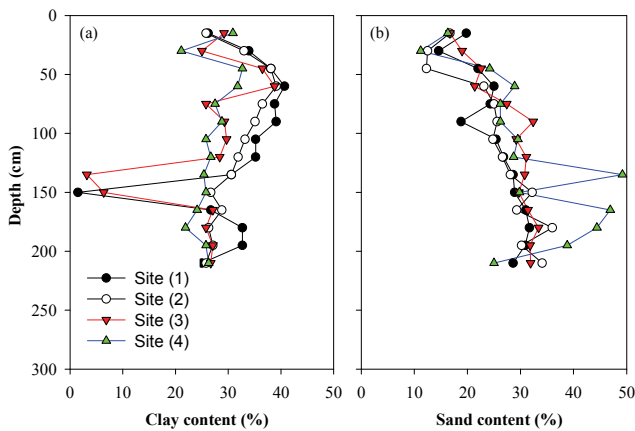 (a)
(b)
0
50
100
150
200
250
300
Depth (cm)
Site (1)
Site (2)
Site (3)
Site (4)
0 10 20 30 40 50
0 10 20 30 40 50
Clay content (%)
Sand content (%)